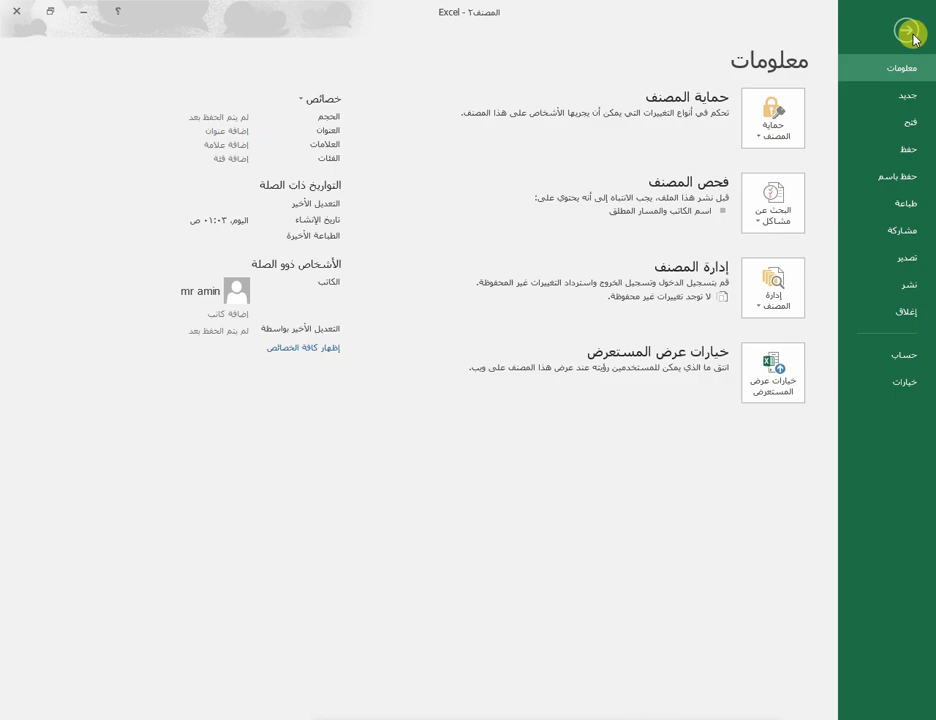 المصنف٢ - Excel
؟
معلومات
جديد
فتح
حفظ
حفظ باسم
طباعة
مشاركة
تصدير
نشر
إغلاق
حساب
خيارات
معلومات
حماية المصنف
حماية المصنف
تحكم في أنواع التغييرات التي يمكن أن يجريها الأشخاص على هذا المصنف.
البحث عن مشاكل
فحص المصنف
قبل نشر هذا الملف، يجب الانتباه إلى أنه يحتوي على:
اسم الكاتب والمسار المطلق
إدارة المصنف
إدارة المصنف
قم بتسجيل الدخول وتسجيل الخروج واسترداد التغييرات غير المحفوظة.
لا توجد تغييرات غير محفوظة.
خيارات عرض المستعرض
خيارات عرض المستعرض
انتق ما الذي يمكن للمستخدمين رؤيته عند عرض هذا المصنف على ويب.
خصائص
الحجم لم يتم الحفظ بعد
العنوان إضافة عنوان
العلامات إضافة علامة
الفئات إضافة فئة
التواريخ ذات الصلة
التعديل الأخير
تاريخ الإنشاء اليوم، ٠١:٠٣ ص
الطباعة الأخيرة
الأشخاص ذوو الصلة
الكاتب mr amin
إضافة كاتب
التعديل الأخير بواسطة لم يتم الحفظ بعد
إظهار كافة الخصائص